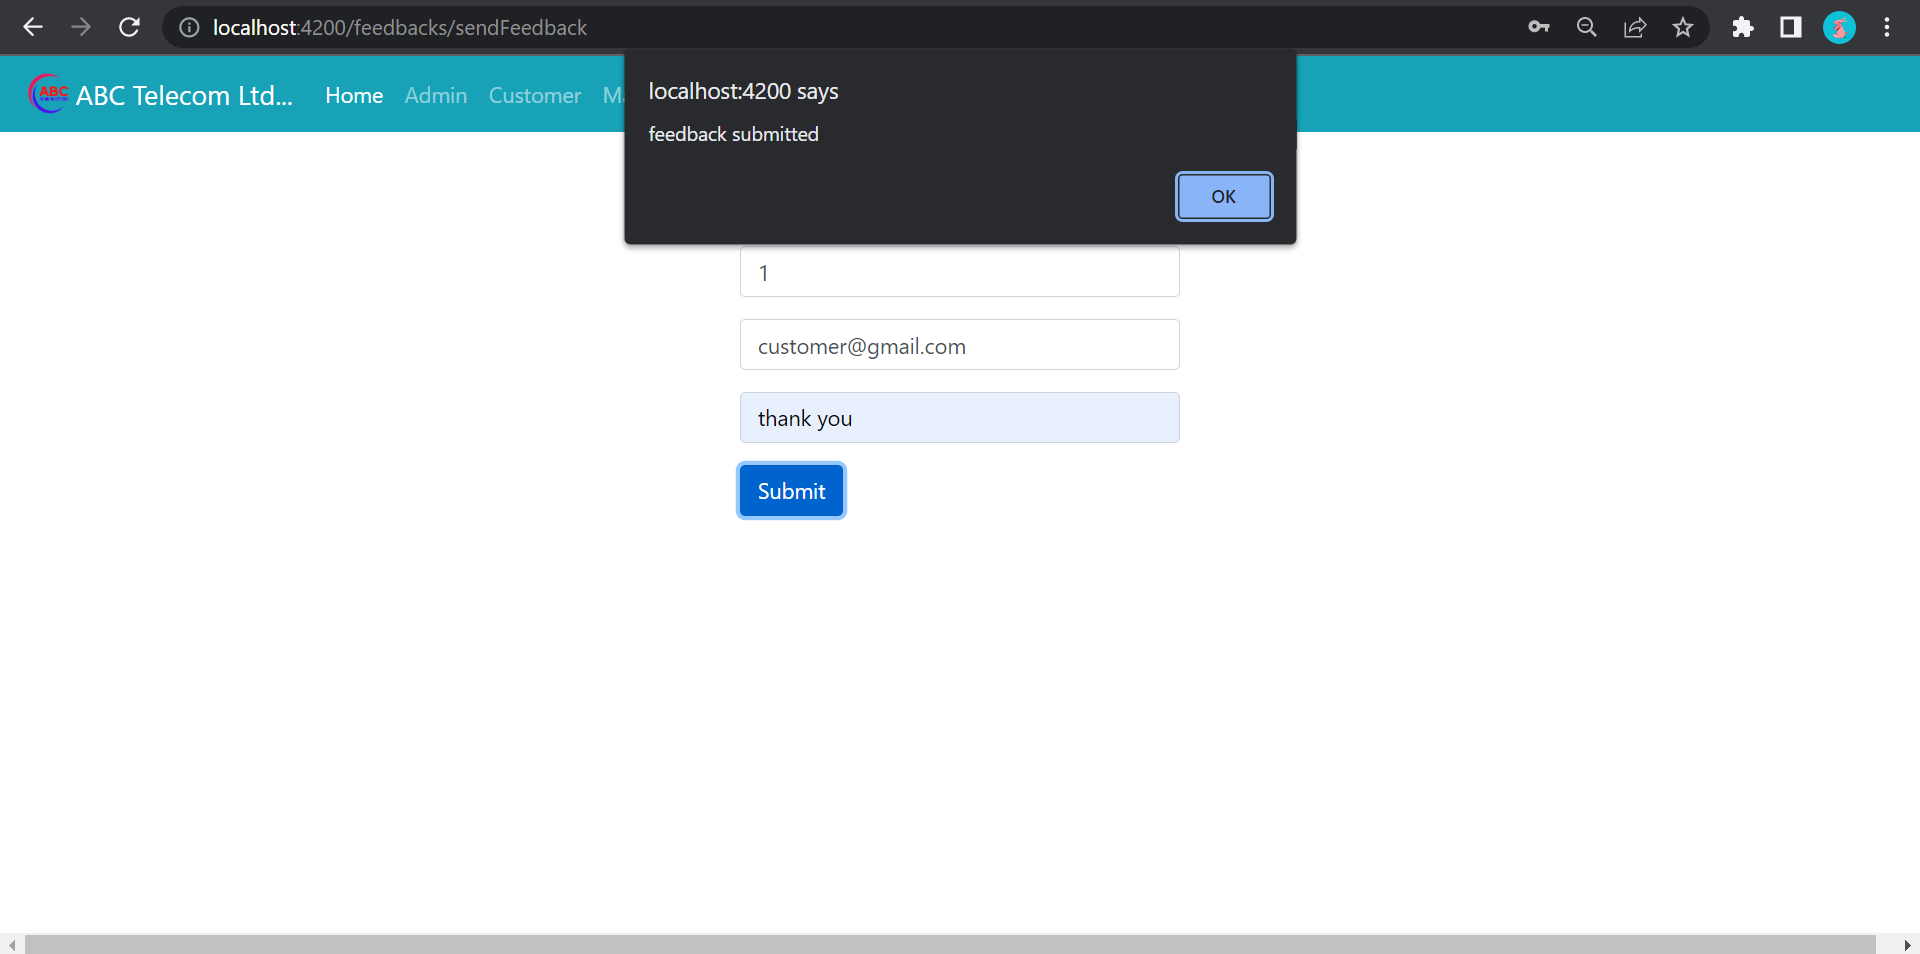 localhost:4200/feedbacks/sendFeedback
ABC
ABC Telecom Ltd... Home Admin Customer
localhost:4200 says
feedback submitted
OK
1
customer@gmail.com
thank you
Submit